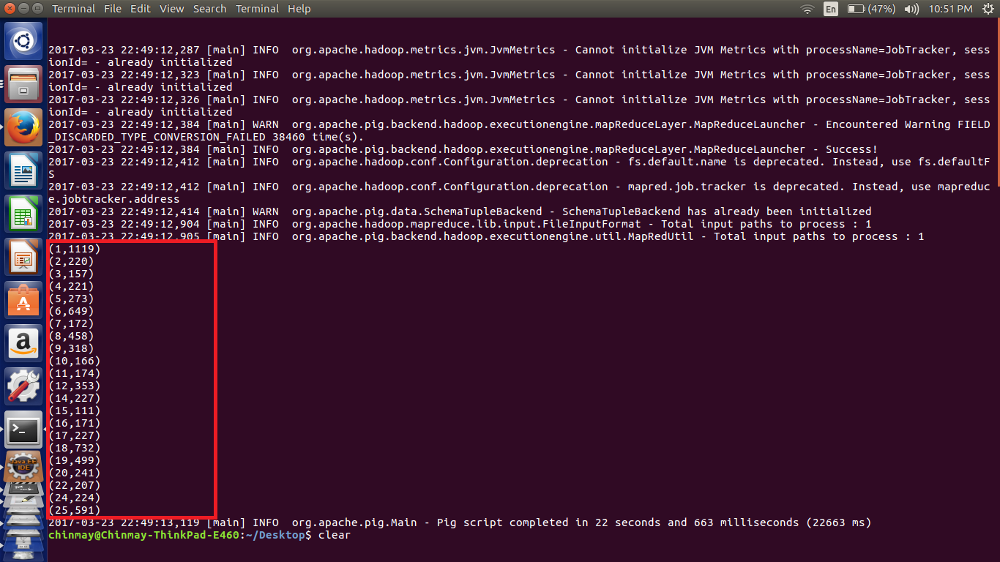 Terminal File Edit View Search Terminal Help En (47%) 10:51 PM
2017-03-23 22:49:12,287 [main] INFO  org.apache.hadoop.metrics.jvm.JvmMetrics - Cannot initialize JVM Metrics with processName=JobTracker, sess
ionId= - already initialized
2017-03-23 22:49:12,323 [main] INFO  org.apache.hadoop.metrics.jvm.JvmMetrics - Cannot initialize JVM Metrics with processName=JobTracker, sess
ionId= - already initialized
2017-03-23 22:49:12,326 [main] INFO  org.apache.hadoop.metrics.jvm.JvmMetrics - Cannot initialize JVM Metrics with processName=JobTracker, sess
ionId= - already initialized
2017-03-23 22:49:12,384 [main] WARN  org.apache.pig.backend.hadoop.executionengine.mapReduceLayer.MapReduceLauncher - Encountered Warning FIELD
_DISCARDED_TYPE_CONVERSION_FAILED 38460 time(s).
2017-03-23 22:49:12,384 [main] INFO  org.apache.pig.backend.hadoop.executionengine.mapReduceLayer.MapReduceLauncher - Success!
2017-03-23 22:49:12,412 [main] INFO  org.apache.hadoop.conf.Configuration.deprecation - fs.default.name is deprecated. Instead, use fs.defaultF
S
2017-03-23 22:49:12,412 [main] INFO  org.apache.hadoop.conf.Configuration.deprecation - mapred.job.tracker is deprecated. Instead, use mapreduc
e.jobtracker.address
2017-03-23 22:49:12,414 [main] WARN  org.apache.pig.data.SchemaTupleBackend - SchemaTupleBackend has already been initialized
2017-03-23 22:49:12,904 [main] INFO  org.apache.hadoop.mapreduce.lib.input.FileInputFormat - Total input paths to process : 1
2017-03-23 22:49:12,905 [main] INFO  org.apache.pig.backend.hadoop.executionengine.util.MapRedUtil - Total input paths to process : 1
(1,1119)
(2,220)
(3,157)
(4,221)
(5,273)
(6,649)
(7,172)
(8,458)
(9,318)
(10,166)
(11,174)
(12,353)
(14,227)
(15,111)
(16,171)
(17,227)
(18,732)
(19,499)
(20,241)
(22,207)
(24,224)
(25,591)
2017-03-23 22:49:13,119 [main] INFO  org.apache.pig.Main - Pig script completed in 22 seconds and 663 milliseconds (22663 ms)
chinmay@Chinmay-ThinkPad-E460:~/Desktop$ clear
Java EE
IDE